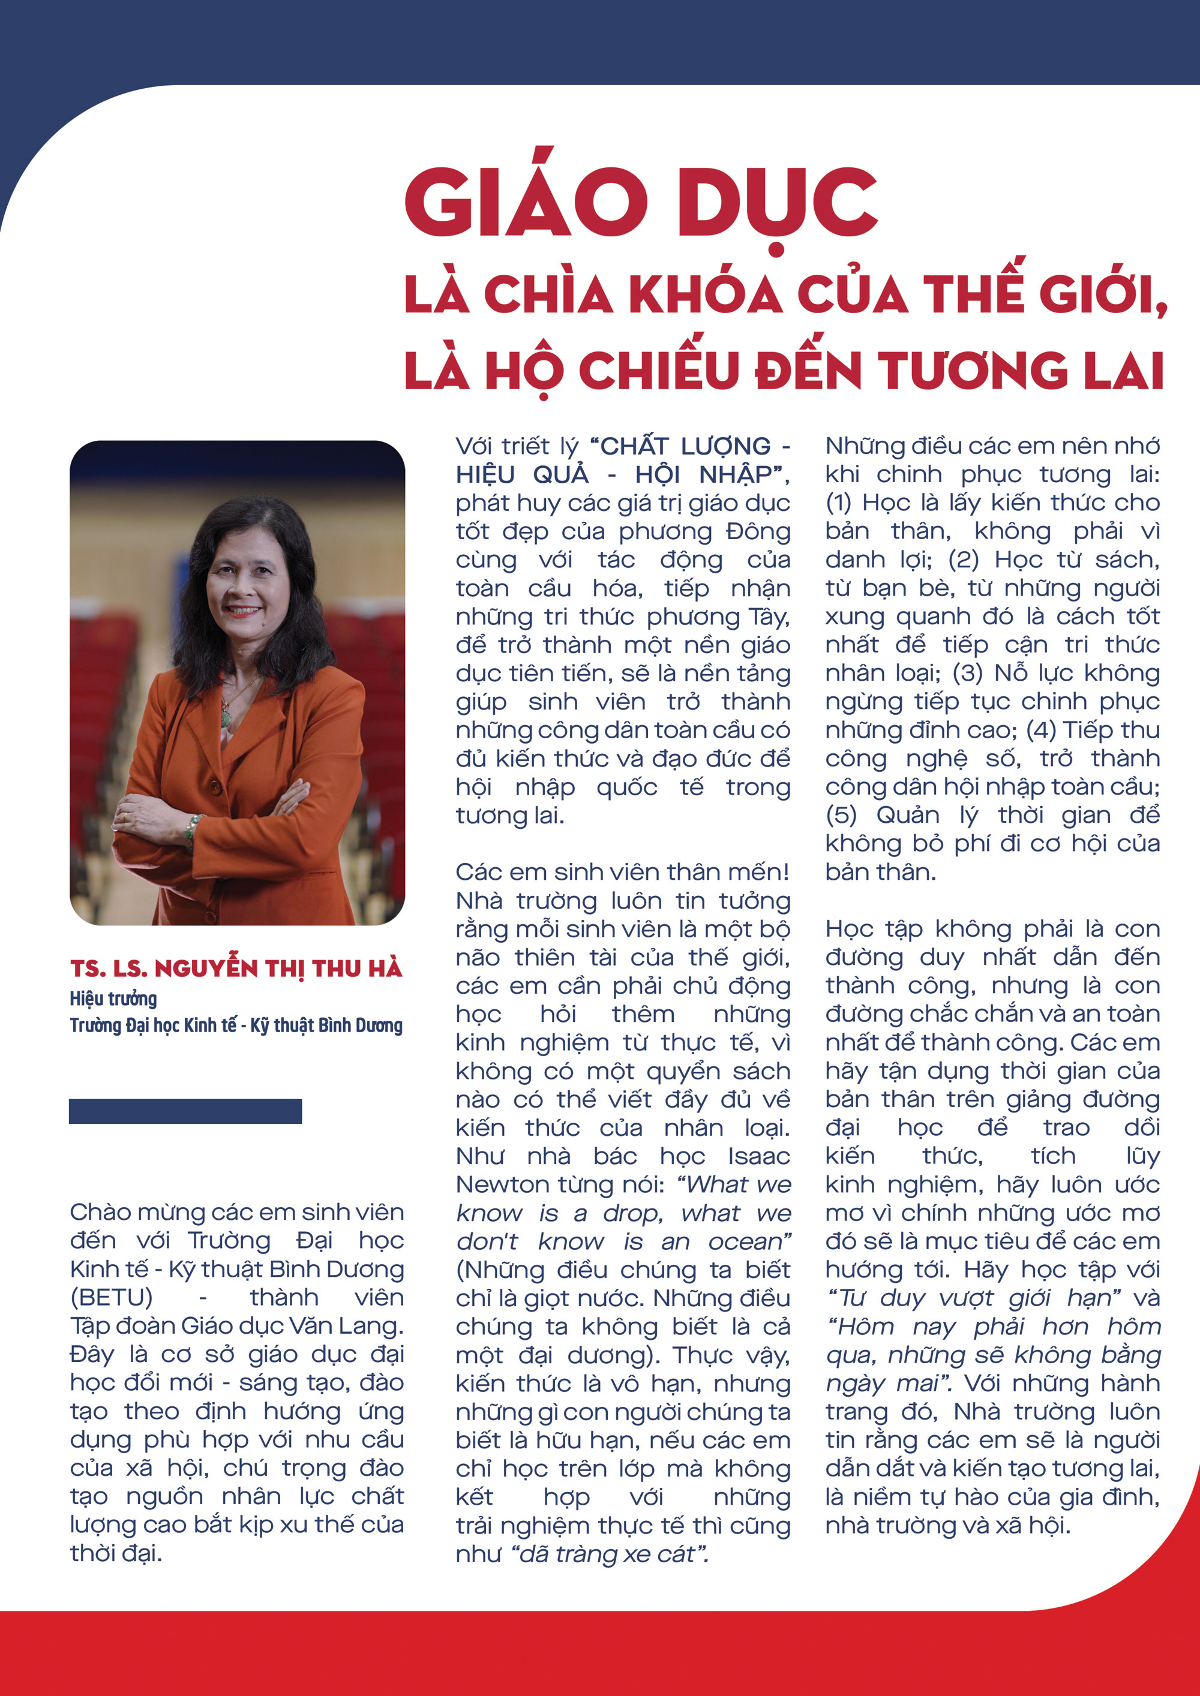 GIÁO DỤC
LÀ CHÌA KHÓA CỦA THẾ GIỚI,
LÀ HỘ CHIẾU ĐẾN TƯƠNG LAI
TS. LS. NGUYỄN THỊ THU HÀ
Hiệu trưởng
Trường Đại học Kinh tế - Kỹ thuật Bình Dương
Chào mừng các em sinh viên
đến với Trường Đại học
Kinh tế - Kỹ thuật Bình Dương
(BETU) - thành viên
Tập đoàn Giáo dục Văn Lang.
Đây là cơ sở giáo dục đại
học đổi mới - sáng tạo, đào
tạo theo định hướng ứng
dụng phù hợp với nhu cầu
của xã hội, chú trọng đào
tạo nguồn nhân lực chất
lượng cao bắt kịp xu thế của
thời đại.
Với triết lý “CHẤT LƯỢNG -
HIỆU QUẢ - HỘI NHẬP”,
phát huy các giá trị giáo dục
tốt đẹp của phương Đông
cùng với tác động của
toàn cầu hóa, tiếp nhận
những tri thức phương Tây,
để trở thành một nền giáo
dục tiên tiến, sẽ là nền tảng
giúp sinh viên trở thành
những công dân toàn cầu có
đủ kiến thức và đạo đức để
hội nhập quốc tế trong
tương lai.
Các em sinh viên thân mến!
Nhà trường luôn tin tưởng
rằng mỗi sinh viên là một bộ
não thiên tài của thế giới,
các em cần phải chủ động
học hỏi thêm những
kinh nghiệm từ thực tế, vì
không có một quyển sách
nào có thể viết đầy đủ về
kiến thức của nhân loại.
Như nhà bác học Isaac
Newton từng nói: “What we
know is a drop, what we
don't know is an ocean”
(Những điều chúng ta biết
chỉ là giọt nước. Những điều
chúng ta không biết là cả
một đại dương). Thực vậy,
kiến thức là vô hạn, nhưng
những gì con người chúng ta
biết là hữu hạn, nếu các em
chỉ học trên lớp mà không
kết hợp với những
trải nghiệm thực tế thì cũng
như “dã tràng xe cát”.
Những điều các em nên nhớ
khi chinh phục tương lai:
(1) Học là lấy kiến thức cho
bản thân, không phải vì
danh lợi; (2) Học từ sách,
từ bạn bè, từ những người
xung quanh đó là cách tốt
nhất để tiếp cận tri thức
nhân loại; (3) Nỗ lực không
ngừng tiếp tục chinh phục
những đỉnh cao; (4) Tiếp thu
công nghệ số, trở thành
công dân hội nhập toàn cầu;
(5) Quản lý thời gian để
không bỏ phí đi cơ hội của
bản thân.
Học tập không phải là con
đường duy nhất dẫn đến
thành công, nhưng là con
đường chắc chắn và an toàn
nhất để thành công. Các em
hãy tận dụng thời gian của
bản thân trên giảng đường
đại học để trao dồi
kiến thức, tích lũy
kinh nghiệm, hãy luôn ước
mơ vì chính những ước mơ
đó sẽ là mục tiêu để các em
hướng tới. Hãy học tập với
“Tư duy vượt giới hạn” và
“Hôm nay phải hơn hôm
qua, những sẽ không bằng
ngày mai”. Với những hành
trang đó, Nhà trường luôn
tin rằng các em sẽ là người
dẫn dắt và kiến tạo tương lai,
là niềm tự hào của gia đình,
nhà trường và xã hội.